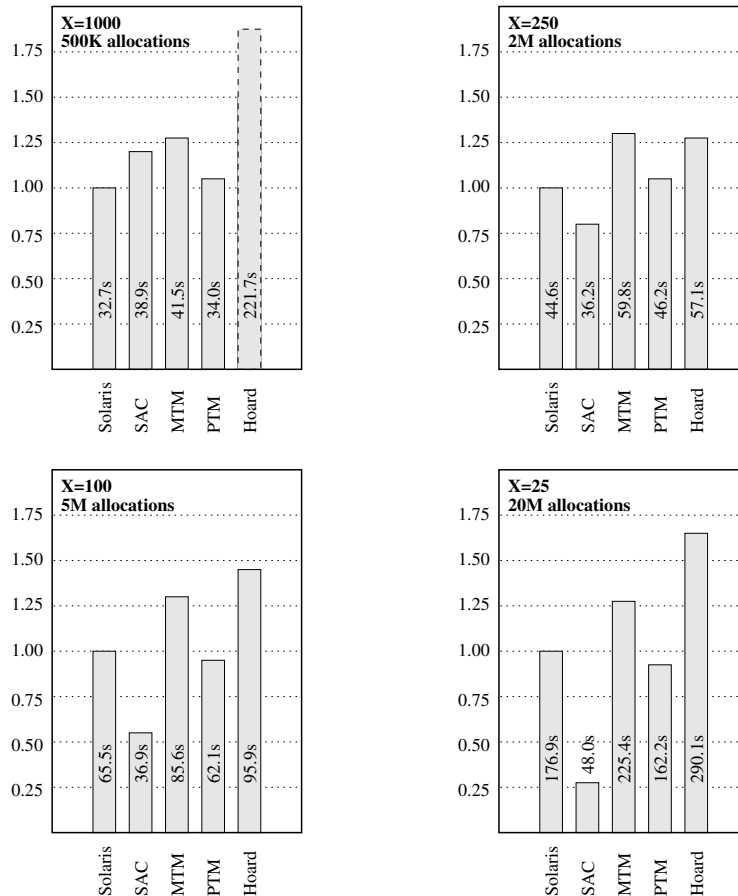 X=1000
500K allocations
1.75
1.50
1.25
1.00
0.75
0.50
0.25
32.7s
38.9s
41.5s
34.0s
221.7s
Solaris
SAC
MTM
PTM
Hoard
X=250
2M allocations
1.75
1.50
1.25
1.00
0.75
0.50
0.25
44.6s
36.2s
59.8s
46.2s
57.1s
Solaris
SAC
MTM
PTM
Hoard
X=100
5M allocations
1.75
1.50
1.25
1.00
0.75
0.50
0.25
65.5s
36.9s
85.6s
62.1s
95.9s
Solaris
SAC
MTM
PTM
Hoard
X=25
20M allocations
1.75
1.50
1.25
1.00
0.75
0.50
0.25
176.9s
48.0s
225.4s
162.2s
290.1s
Solaris
SAC
MTM
PTM
Hoard